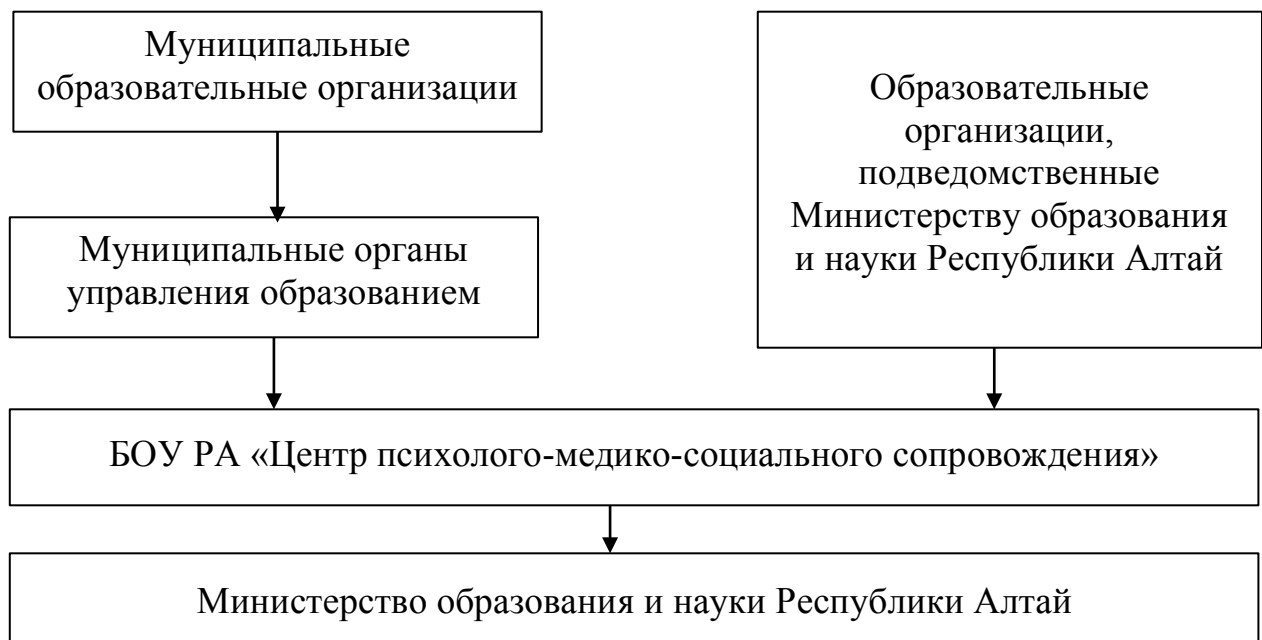 Муниципальные
образовательные организации
Образовательные
организации,
подведомственные
Министерству образования
и науки Республики Алтай
Муниципальные органы
управления образованием
БОУ РА «Центр психолого-медико-социального сопровождения»
Министерство образования и науки Республики Алтай